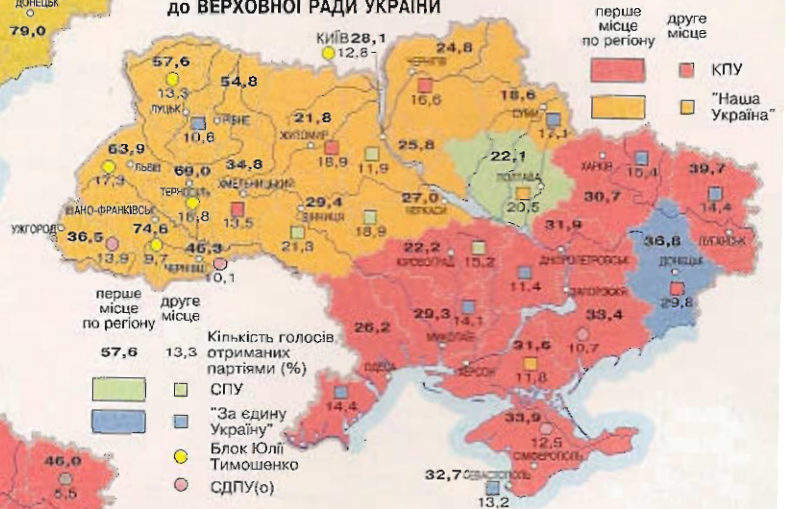 ДОНЕЦЬК
79,0
до ВЕРХОВНОЇ РАДИ УКРАЇНИ
КИЇВ 28,1
12,8
перше місце по регіону
друге місце
КПУ
"Наша Україна"
57,6
13,3
ЛУЦЬК
54,8
РІВНЕ
10,6
21,8
ЖИТОМИР
18,9
24,8
ЧЕРНІГІВ
16,6
18,6
СУМИ
17,1
25,8
11,9
63,9
ЛЬВІВ
17,3
69,0
ТЕРНОПІЛЬ
18,8
34,8
ХМЕЛЬНИЦЬКИЙ
13,5
29,4
ВІННИЦЯ
21,3
18,9
27,0
ЧЕРКАСИ
22,1
ПОЛТАВА
20,5
ХАРКІВ
15,4
30,7
39,7
14,4
ЛУГАНСЬК
УЖГОРОД
36,5
13,9
ІВАНО-ФРАНКІВСЬК
74,6
9,7
46,3
ЧЕРНІВЦІ
10,1
22,2
КІРОВОГРАД
15,2
31,9
ДНІПРОПЕТРОВСЬК
11,4
36,8
ДОНЕЦЬК
29,8
ЗАПОРІЖЖЯ
33,4
10,7
29,3
14,1
МИКОЛАЇВ
26,2
ОДЕСА
14,4
31,6
ХЕРСОН
11,8
33,9
12,5
СІМФЕРОПОЛЬ
32,7
СЕВАСТОПОЛЬ
13,2
перше місце по регіону
друге місце
57,6
13,3
Кількість голосів,
отриманих
партіями (%)
СПУ
"За єдину
Україну"
Блок Юлії
Тимошенко
СДПУ(о)
46,0
5,5